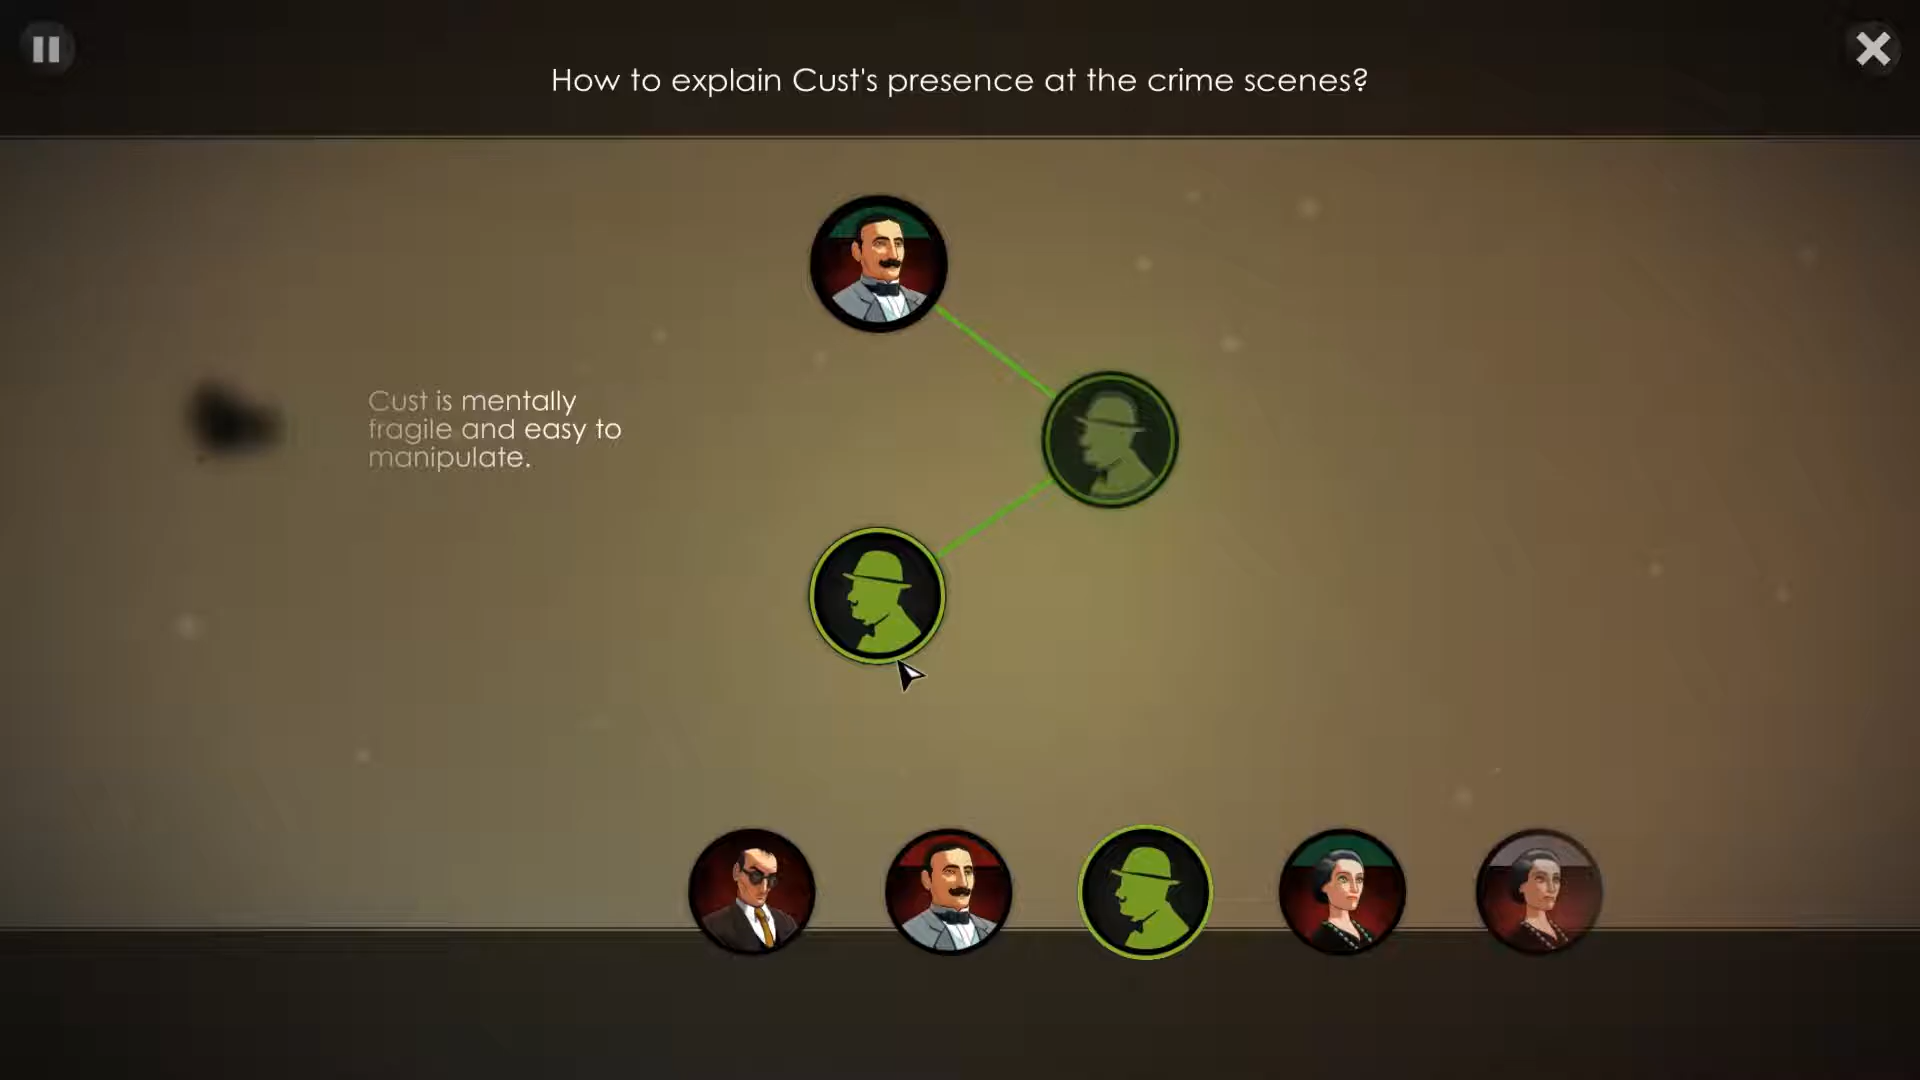 How to explain Cust's presence at the crime scenes?
Cust is mentally
fragile and easy to
manipulate.